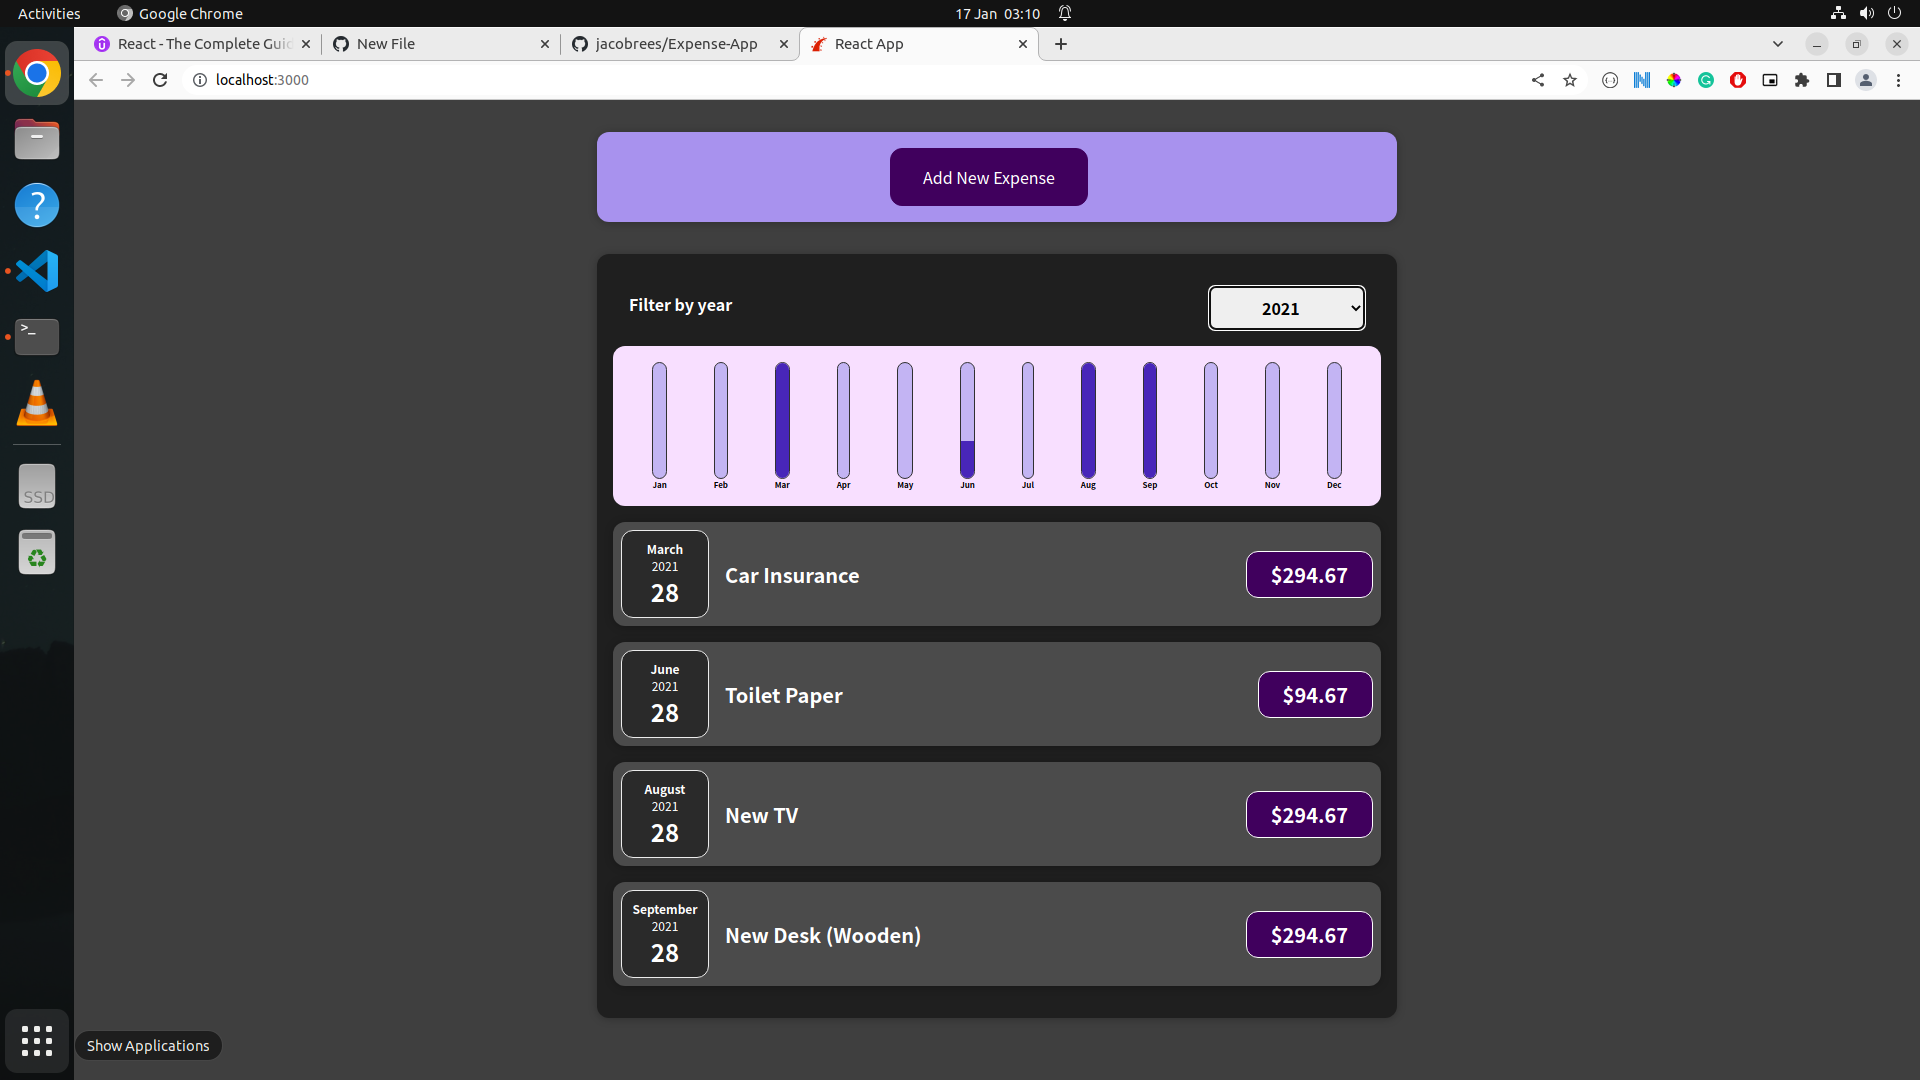 Activities
Google Chrome
17 Jan 03:10
React - The Complete Guid
New File
jacobrees/Expense-App
React App
localhost:3000
Add New Expense
Filter by year
2021
Jan
Feb
Mar
Apr
May
Jun
Jul
Aug
Sep
Oct
Nov
Dec
March
2021
28
Car Insurance
$294.67
June
2021
28
Toilet Paper
$94.67
August
2021
28
New TV
$294.67
September
2021
28
New Desk (Wooden)
$294.67
SSD
Show Applications